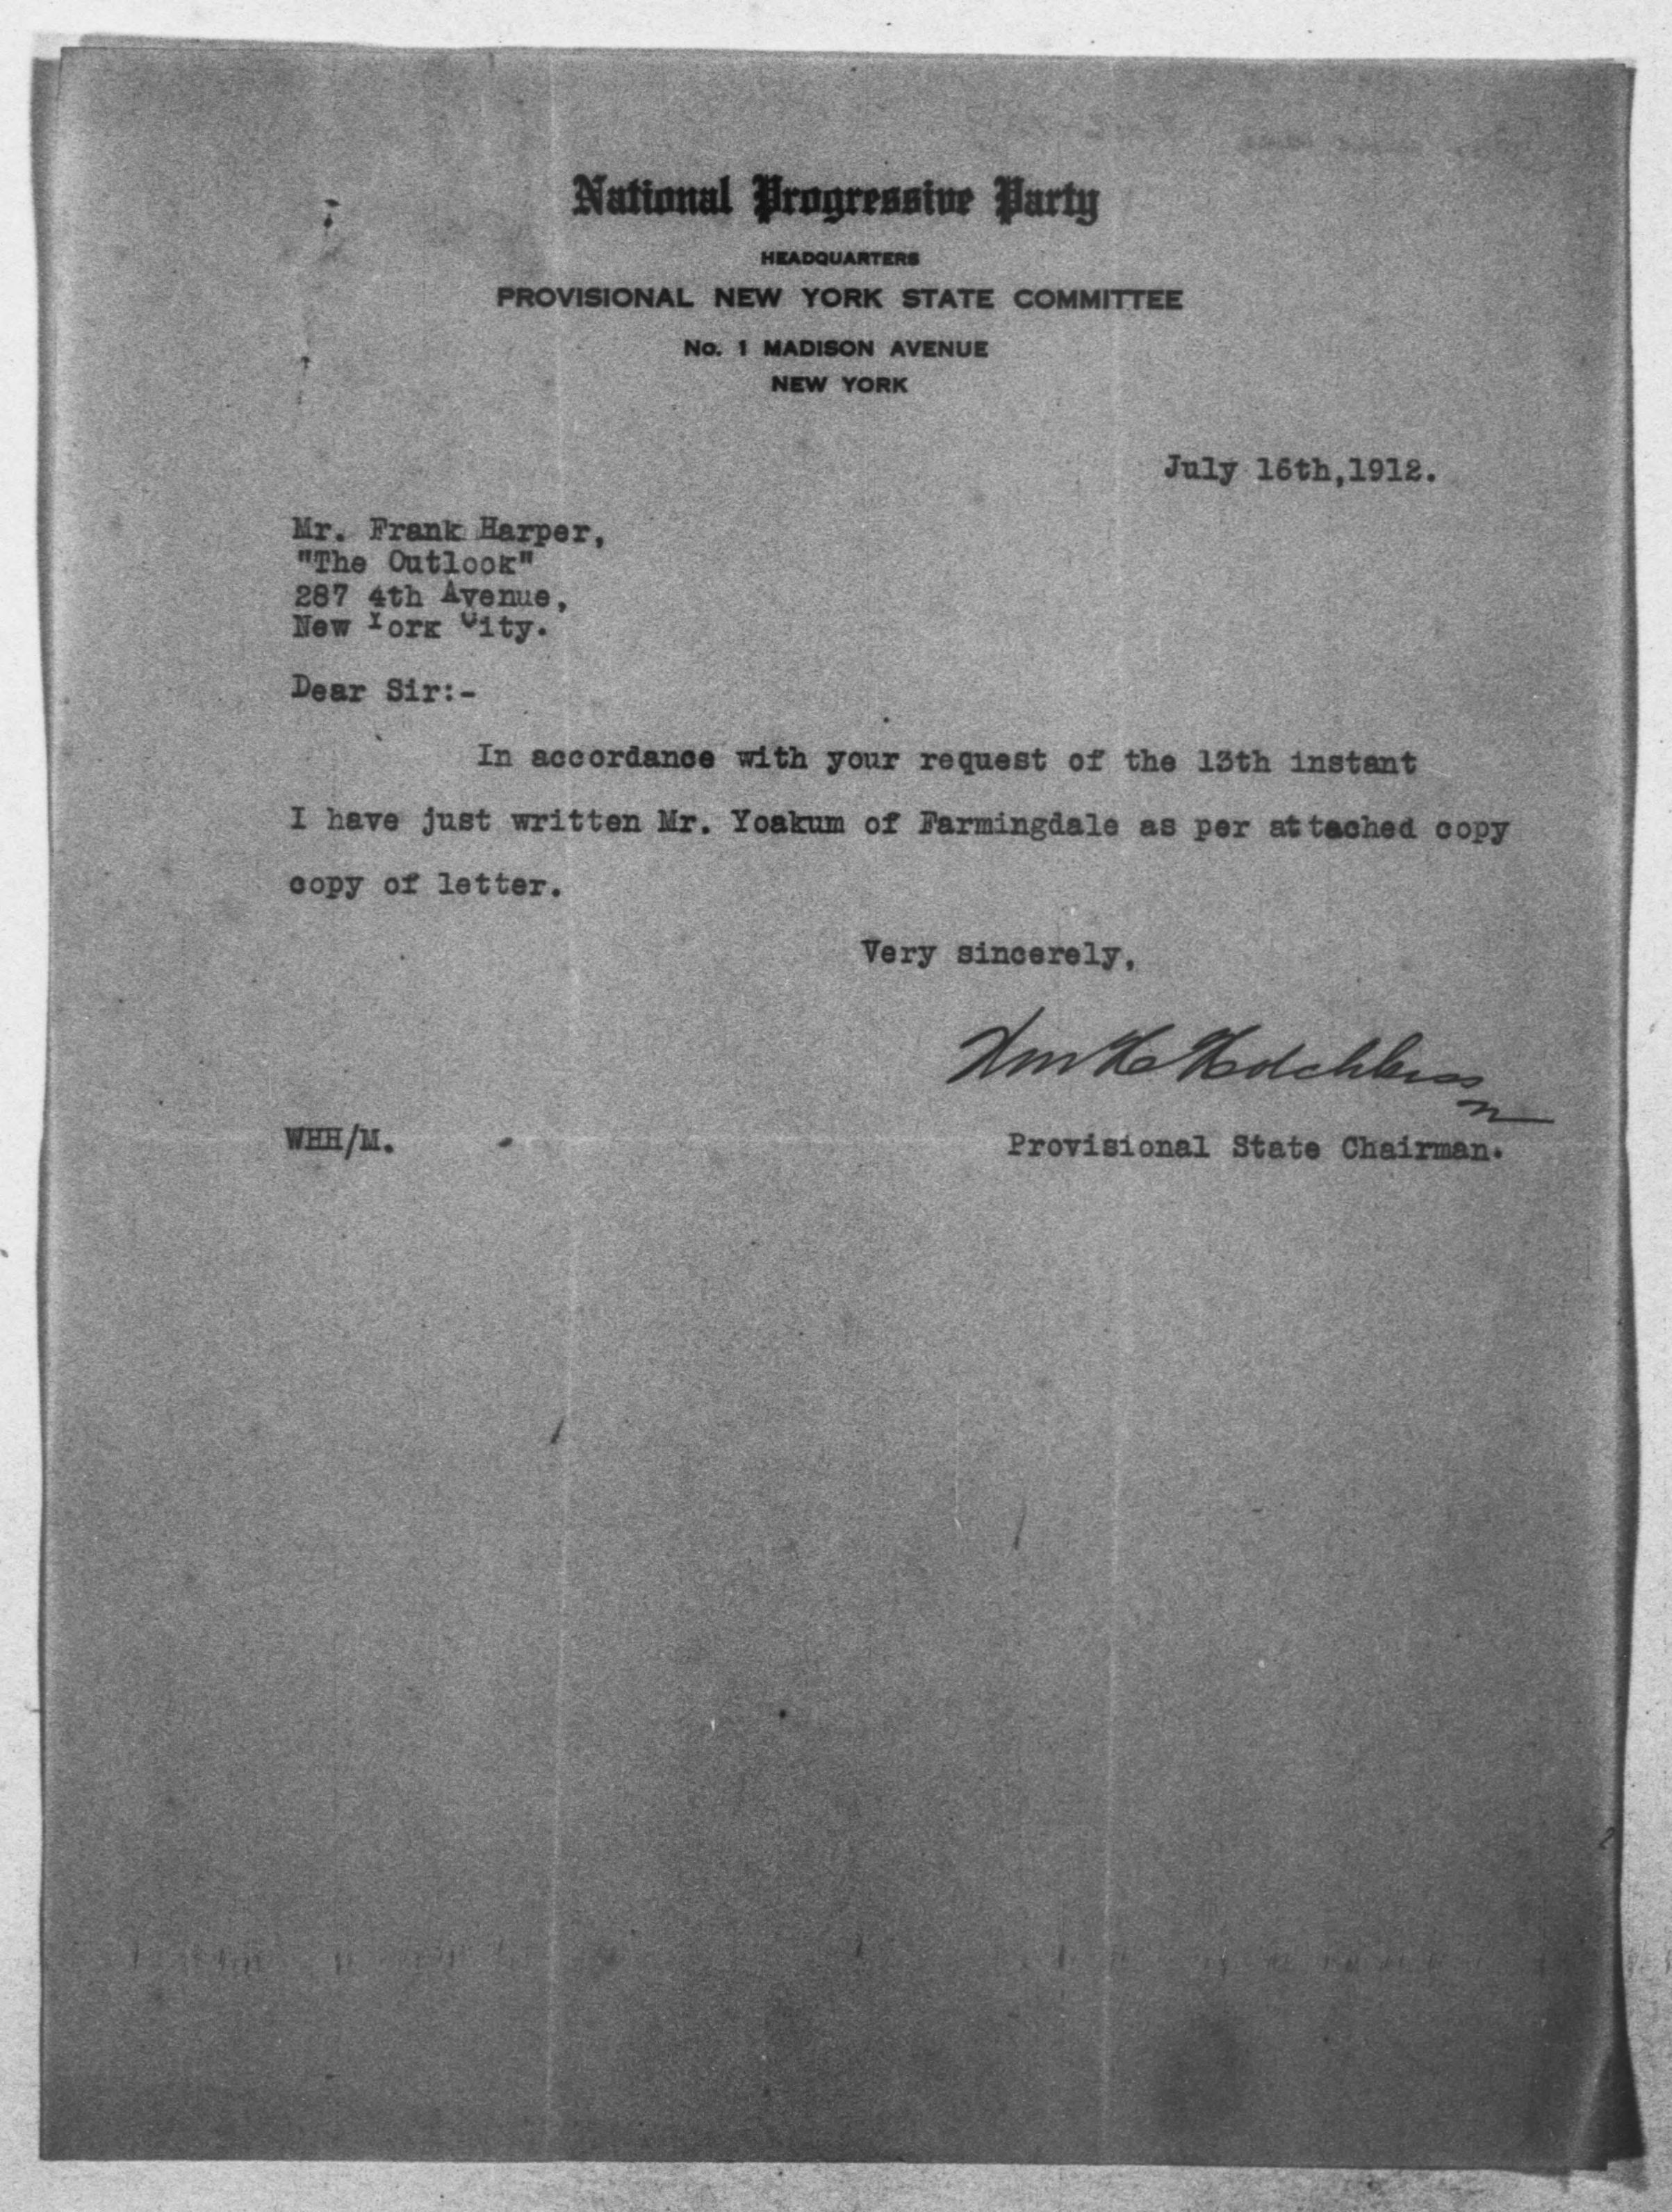 National Progressive Party
HEADQUARTERS
PROVISIONAL NEW YORK STATE COMMITTEE
No. 1 MADISON AVENUE
NEW YORK
July 16th,1912.
Mr. Frank Harper,
"The Outlook"
287 4th Avenue,
New York City.
Dear Sir:-
In accordance with your request of the 13th instant
I have just written Mr. Yoakum of Farmingdale as per attached copy
copy of letter.
Very sincerely,
Wm H Hotchkiss
WHH/M.
Provisional State Chairman.